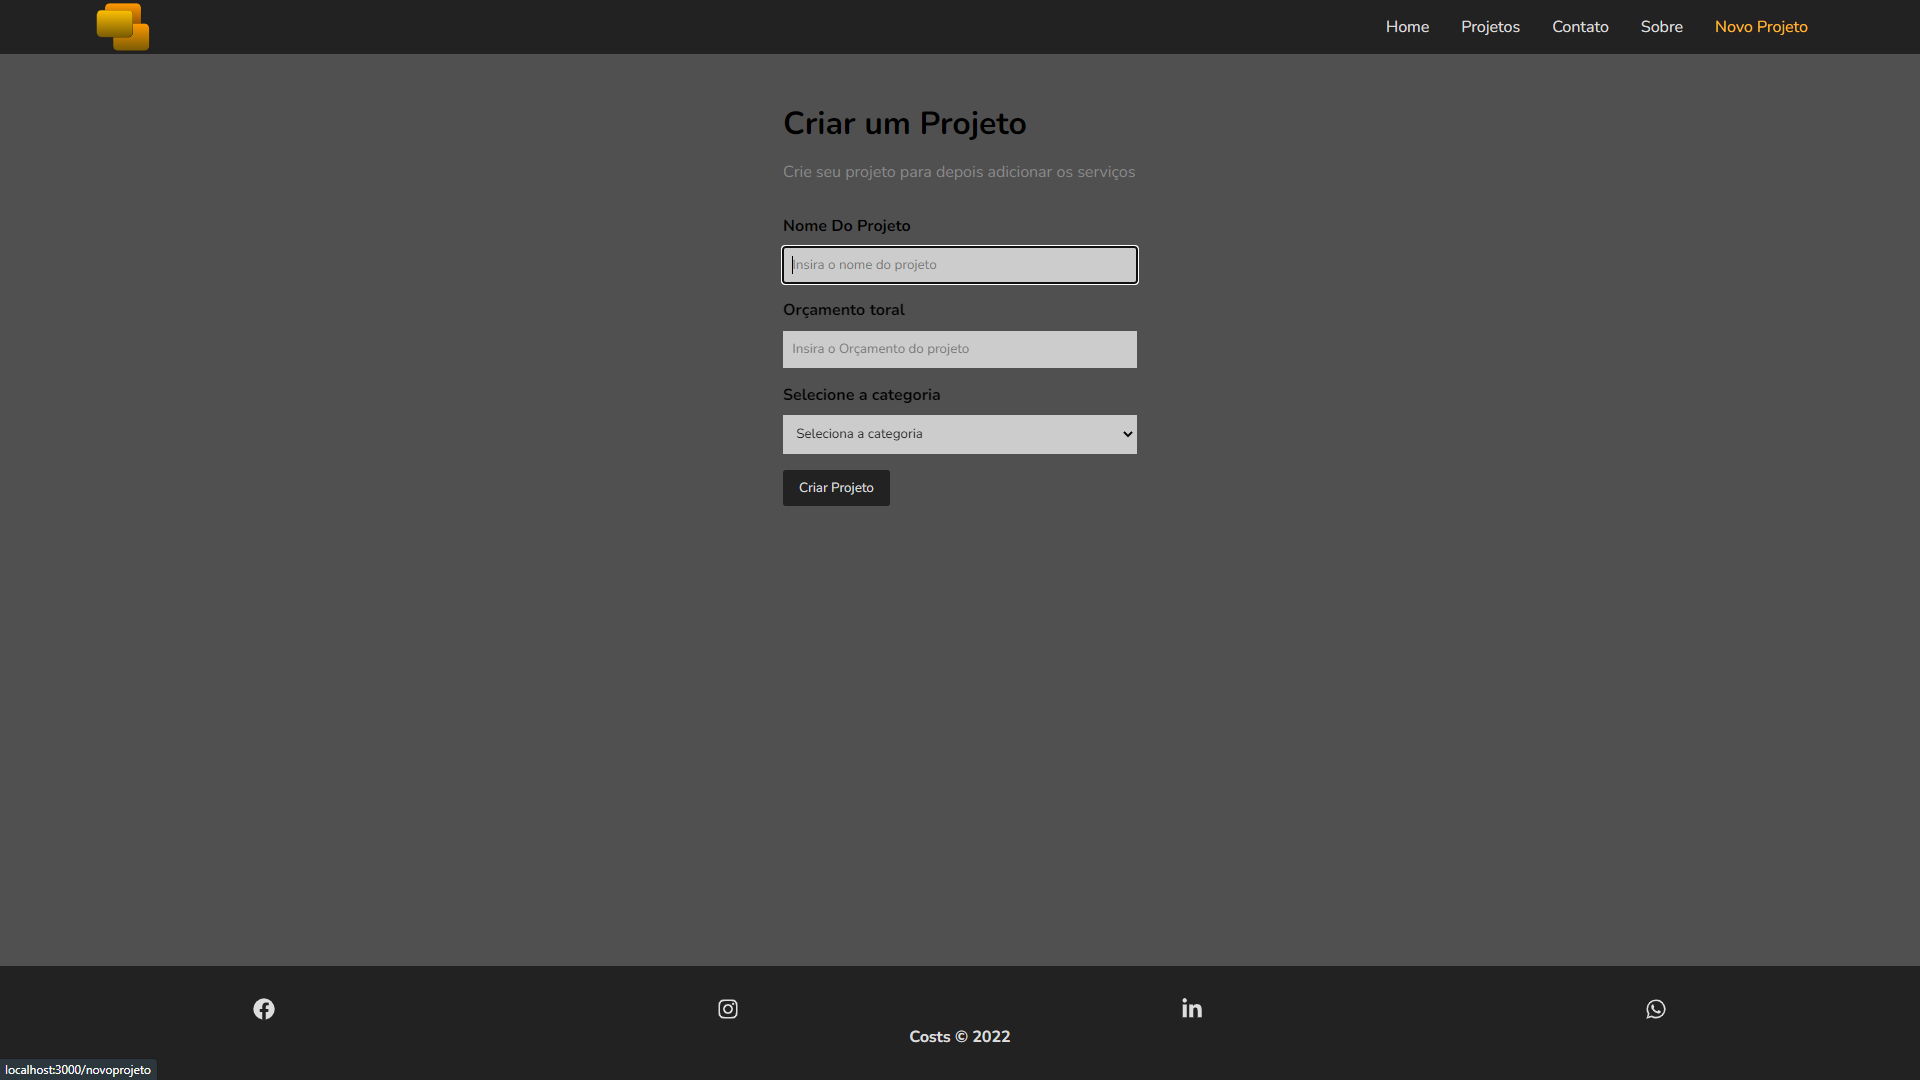 Home Projetos Contato Sobre Novo Projeto
Criar um Projeto
Crie seu projeto para depois adicionar os serviços
Nome Do Projeto
Insira o nome do projeto
Orçamento toral
Insira o Orçamento do projeto
Selecione a categoria
Seleciona a categoria
Criar Projeto
Costs © 2022
localhost:3000/novoprojeto